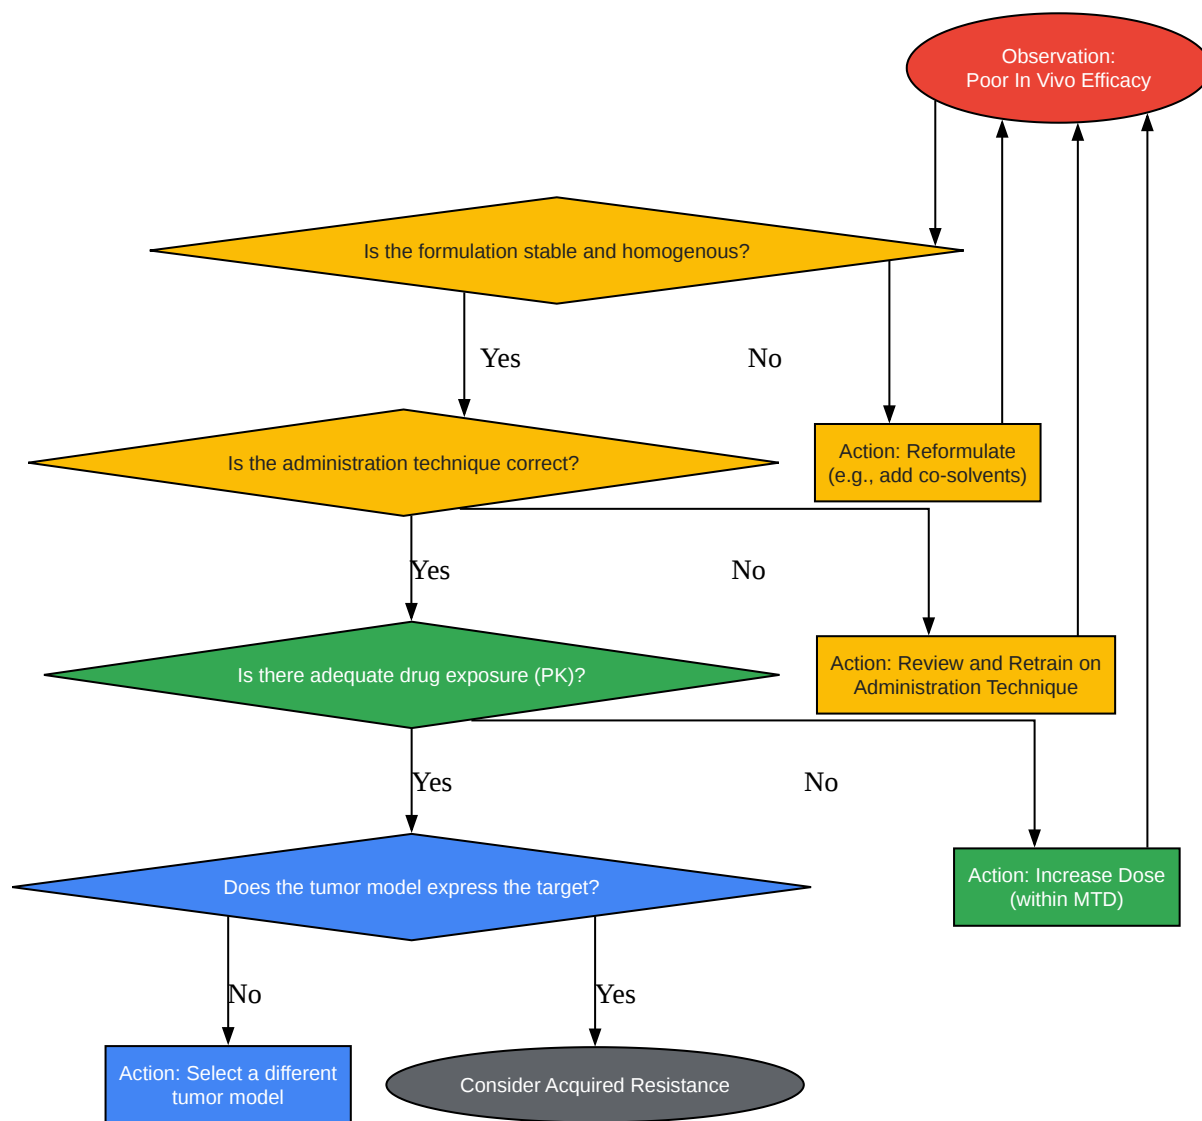 Observation:
Poor In Vivo Efficacy
Is the formulation stable and homogenous?
Yes
No
Is the administration technique correct?
Action: Reformulate
(e.g., add co-solvents)
Yes
No
Is there adequate drug exposure (PK)?
Action: Review and Retrain on
Administration Technique
Yes
No
Does the tumor model express the target?
Action: Increase Dose
(within MTD)
No
Yes
Action: Select a different
tumor model
Consider Acquired Resistance